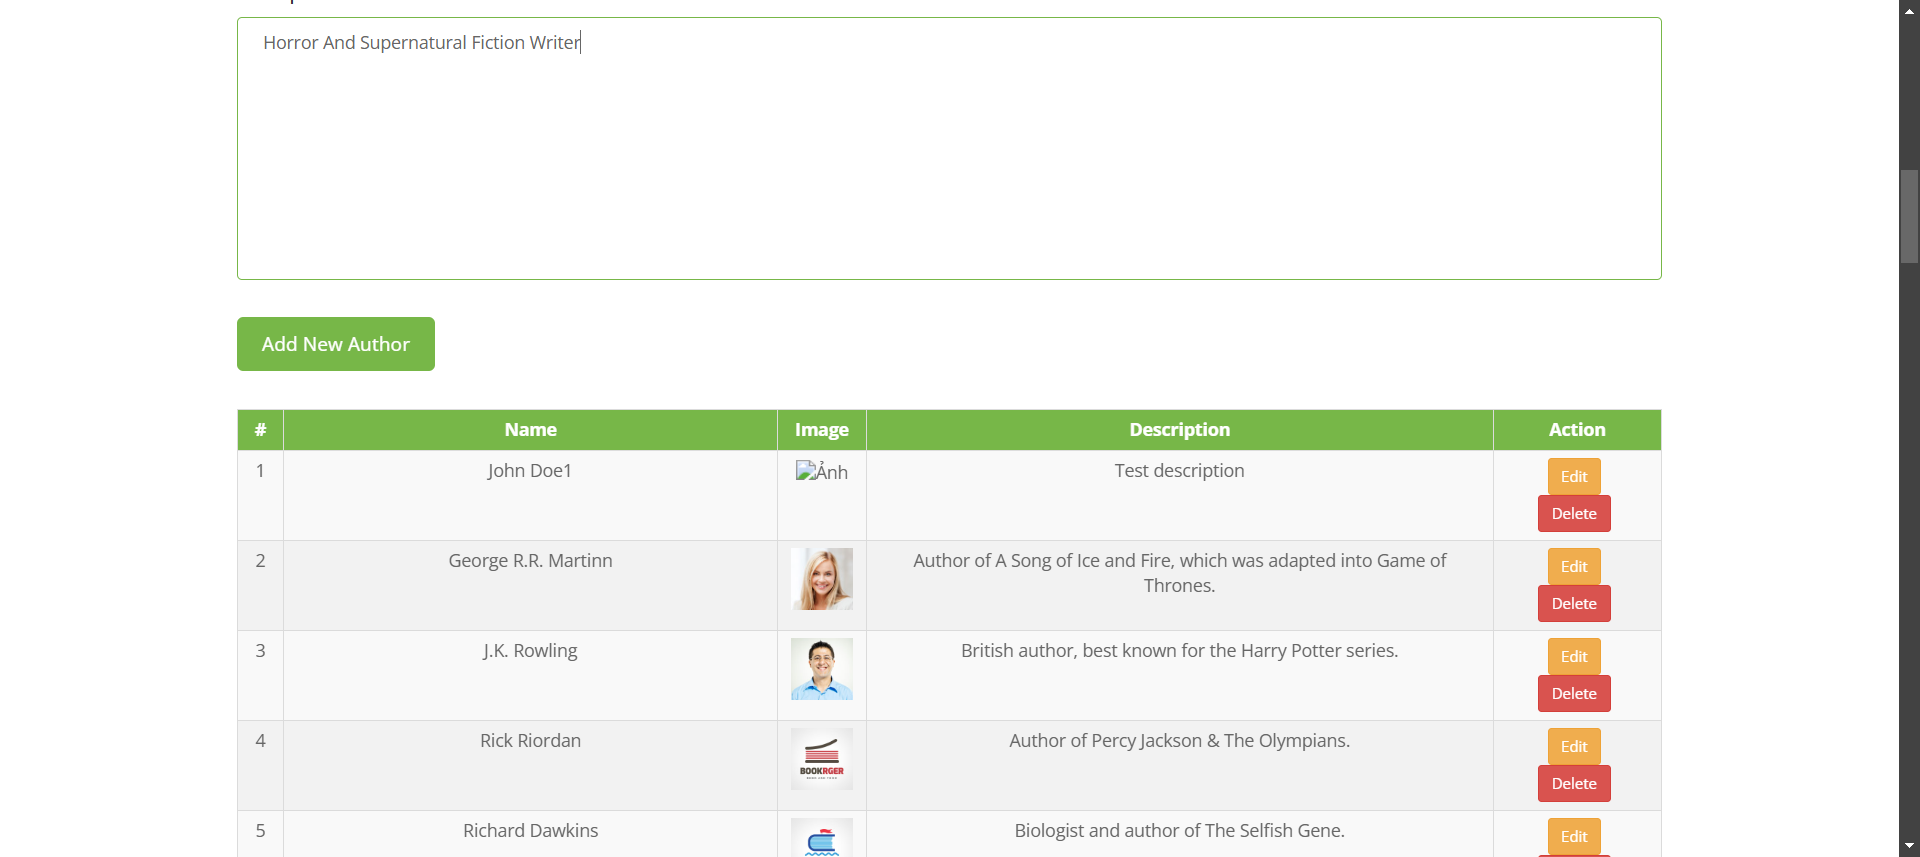 Horror And Supernatural Fiction Writer
Add New Author
# Name Image Description Action
1 John Doe1 Ảnh Test description Edit
Delete
2 George R.R. Martinn Author of A Song of Ice and Fire, which was adapted into Game of Edit
Thrones.
Delete
3 J.K. Rowling British author, best known for the Harry Potter series. Edit
Delete
4 Rick Riordan Author of Percy Jackson & The Olympians. Edit
BOOKRGER
Delete
5 Richard Dawkins Biologist and author of The Selfish Gene. Edit